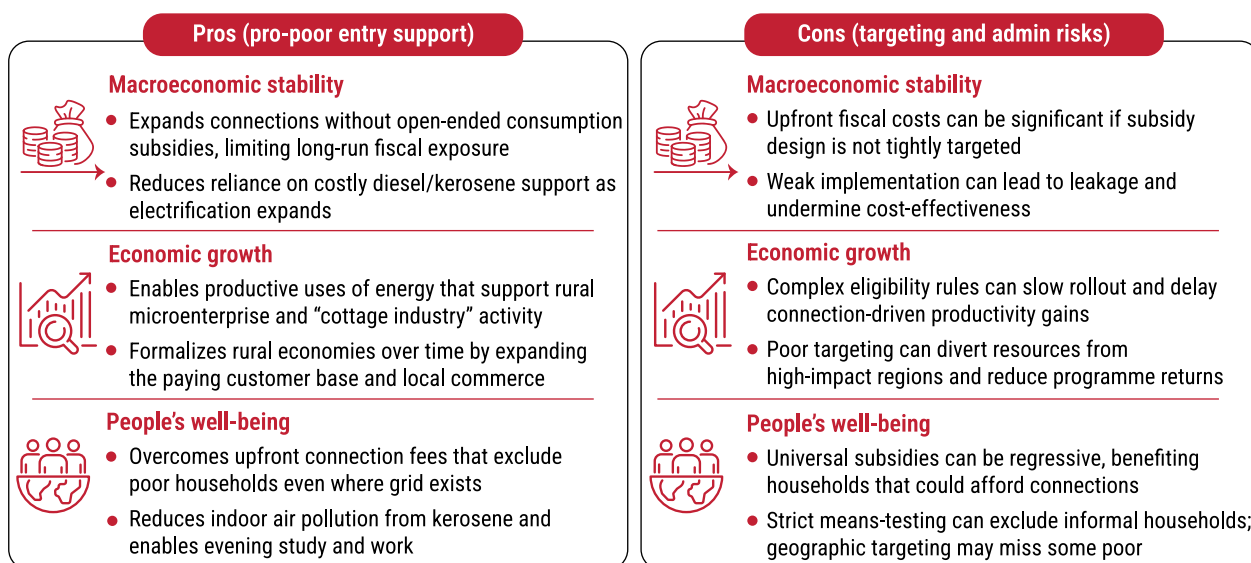 Pros (pro-poor entry support)
Macroeconomic stability
• Expands connections without open-ended consumption
subsidies, limiting long-run fiscal exposure
• Reduces reliance on costly diesel/kerosene support as
electrification expands
Economic growth
• Enables productive uses of energy that support rural
microenterprise and “cottage industry” activity
• Formalizes rural economies over time by expanding
the paying customer base and local commerce
People’s well-being
• Overcomes upfront connection fees that exclude
poor households even where grid exists
• Reduces indoor air pollution from kerosene and
enables evening study and work
Cons (targeting and admin risks)
Macroeconomic stability
• Upfront fiscal costs can be significant if subsidy
design is not tightly targeted
• Weak implementation can lead to leakage and
undermine cost-effectiveness
Economic growth
• Complex eligibility rules can slow rollout and delay
connection-driven productivity gains
• Poor targeting can divert resources from
high-impact regions and reduce programme returns
People’s well-being
• Universal subsidies can be regressive, benefiting
households that could afford connections
• Strict means-testing can exclude informal households;
geographic targeting may miss some poor